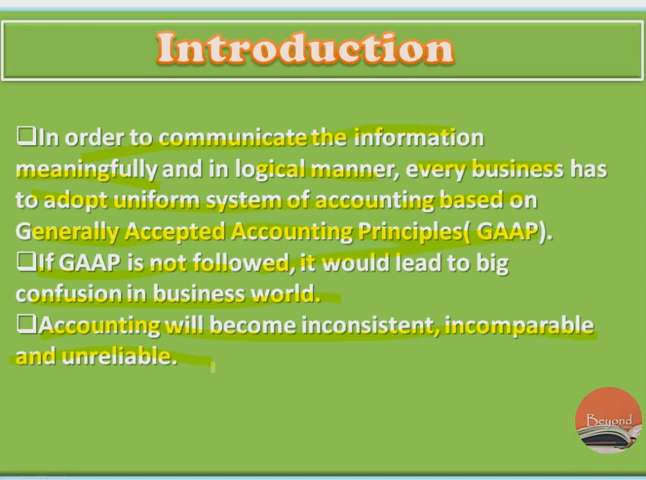 Introduction
❑In order to communicate the information
meaningfully and in logical manner, every business has
to adopt uniform system of accounting based on
Generally Accepted Accounting Principles( GAAP).
❑If GAAP is not followed, it would lead to big
confusion in business world.
❑Accounting will become inconsistent, incomparable
and unreliable.
Beyond